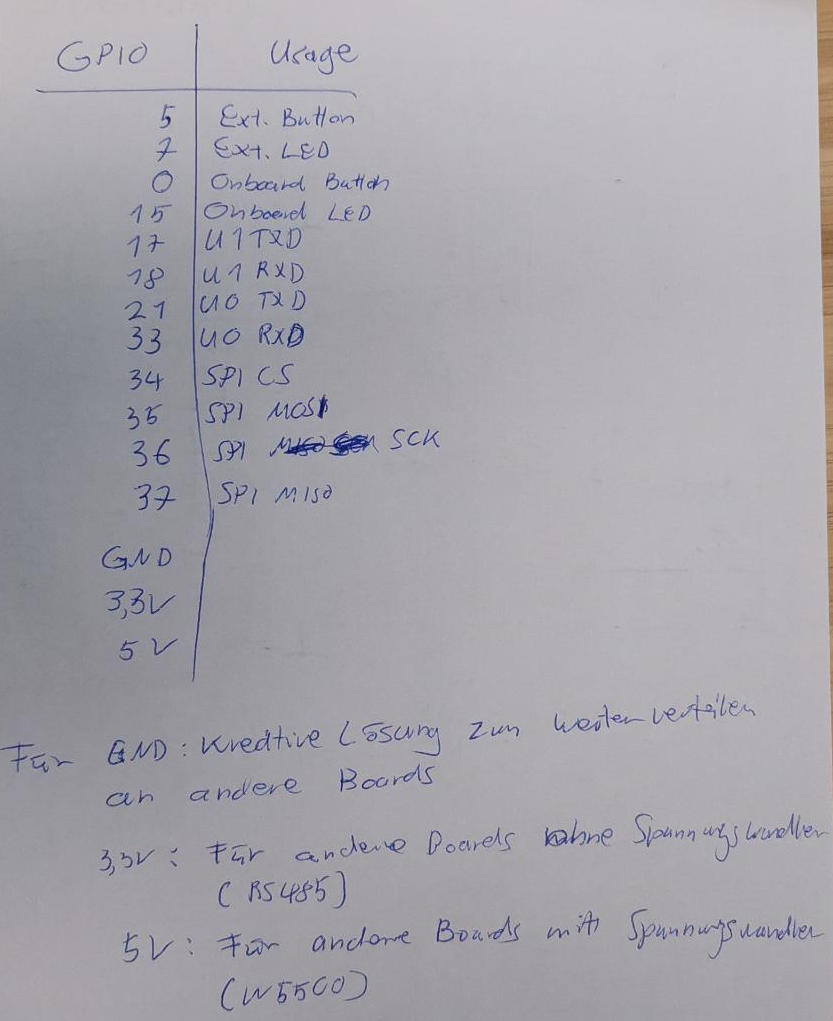 GPIO Usage
5 Ext. Button
7 Ext. LED
0 Onboard Button
15 Onboard LED
17 U1 TXD
18 U1 RXD
21 U0 TXD
33 U0 RXD
34 SPI CS
35 SPI MOSI
36 SPI SCK
37 SPI MISO
GND
3,3V
5V
Für GND: Kreative Lösung zum weiterverteilen
an andere Boards
3,3V: Für andere Boards ohne Spannungswandler
(RS485)
5V: Für andere Boards mit Spannungswandler
(W5500)